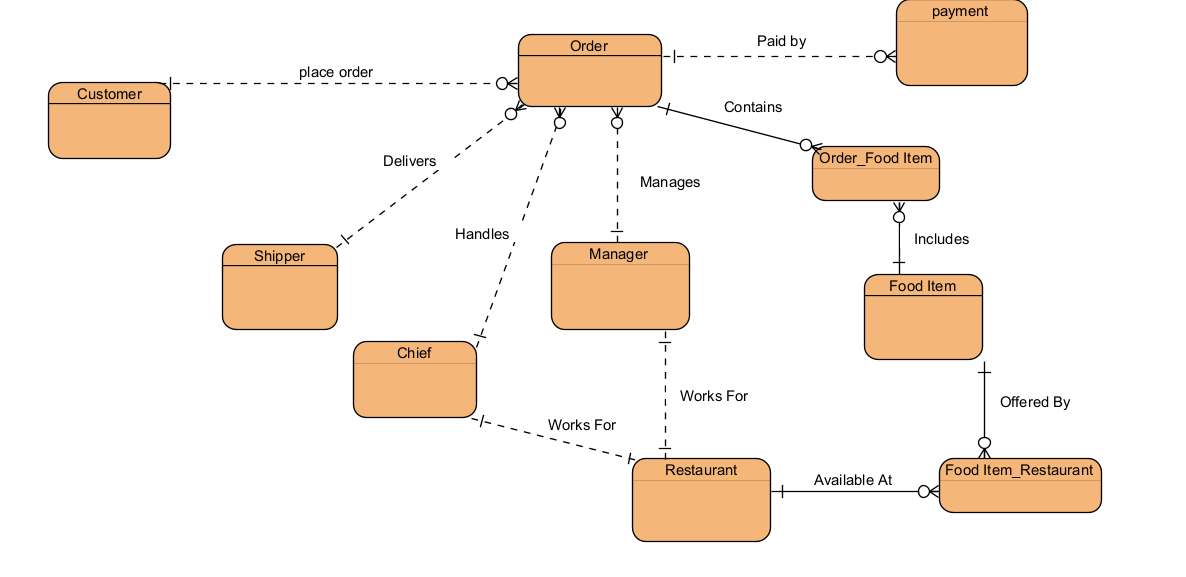 payment
Paid by
Order
place order
Customer
Contains
Order_Food Item
Delivers
Manages
Handles
Includes
Shipper
Manager
Food Item
Chief
Works For
Offered By
Works For
Restaurant
Food Item_Restaurant
Available At